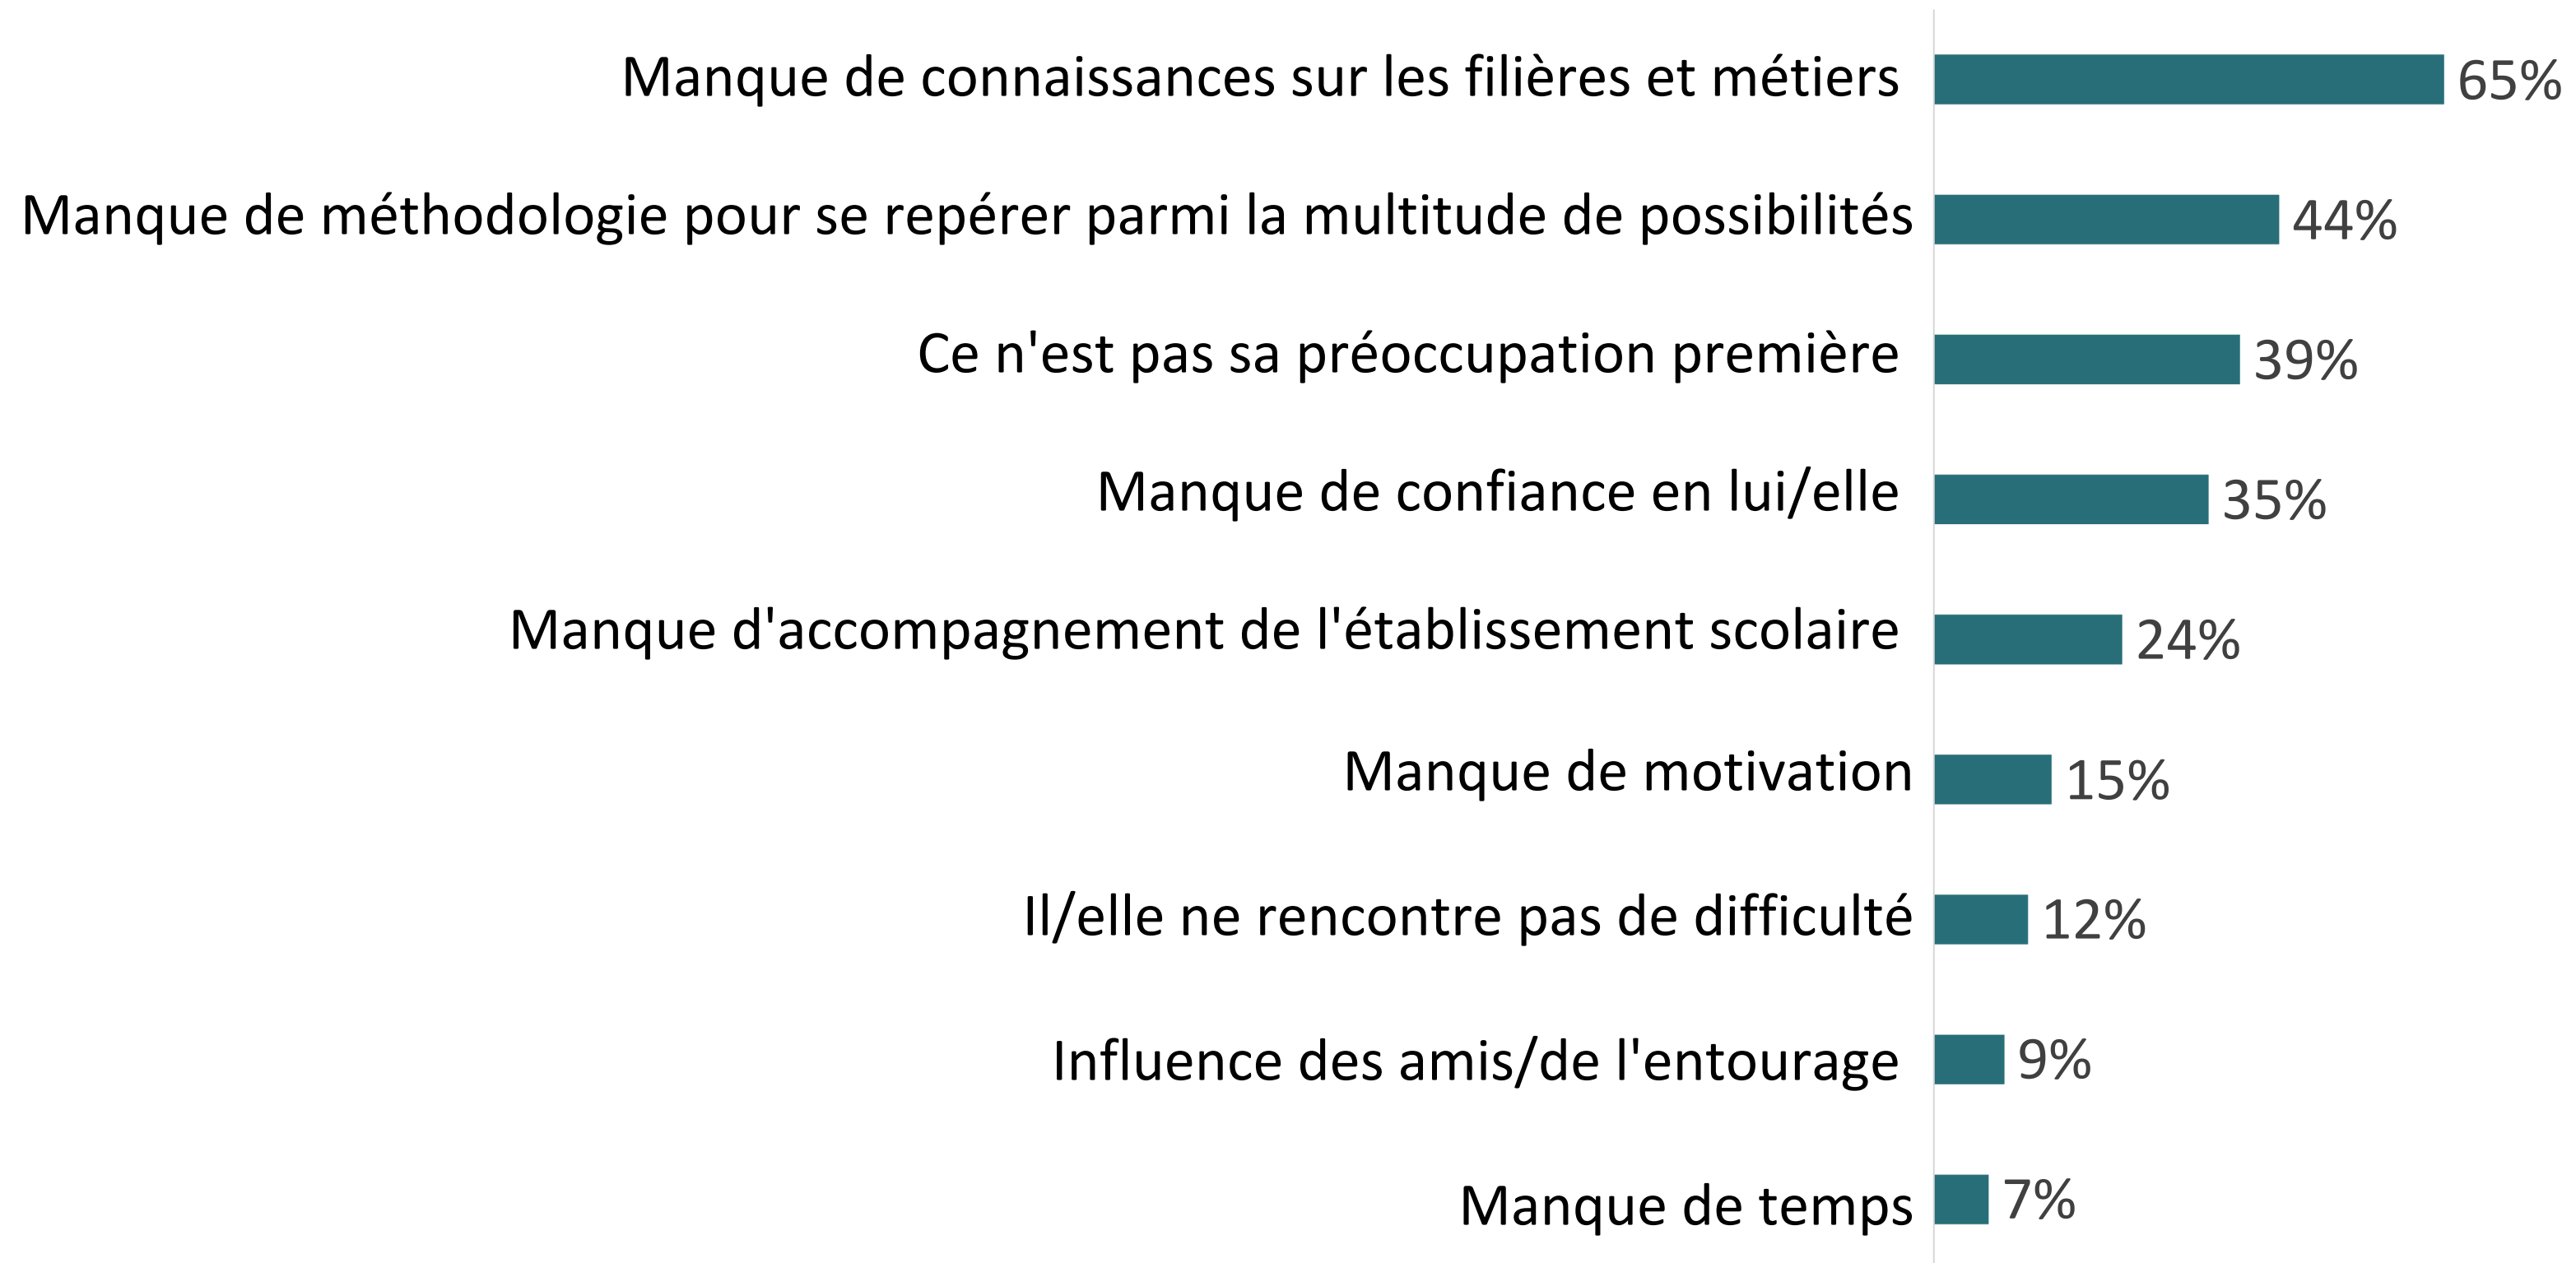 Manque de connaissances sur les filières et métiers 65%
Manque de méthodologie pour se repérer parmi la multitude de possibilités 44%
Ce n'est pas sa préoccupation première 39%
Manque de confiance en lui/elle 35%
Manque d'accompagnement de l'établissement scolaire 24%
Manque de motivation 15%
Il/elle ne rencontre pas de difficulté 12%
Influence des amis/de l'entourage 9%
Manque de temps 7%